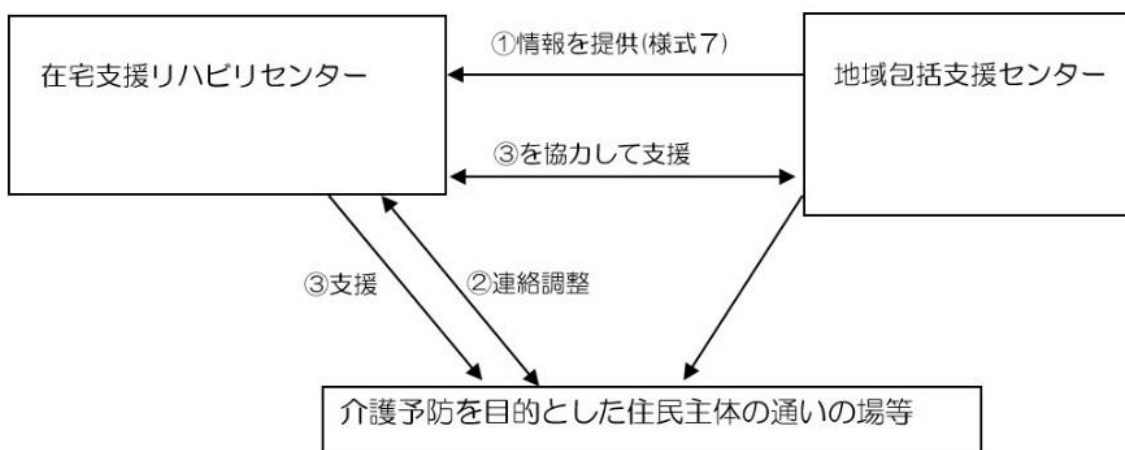 ①情報を提供(様式7)
在宅支援リハビリセンター
地域包括支援センター
③を協力して支援
③支援
②連絡調整
介護予防を目的とした住民主体の通いの場等